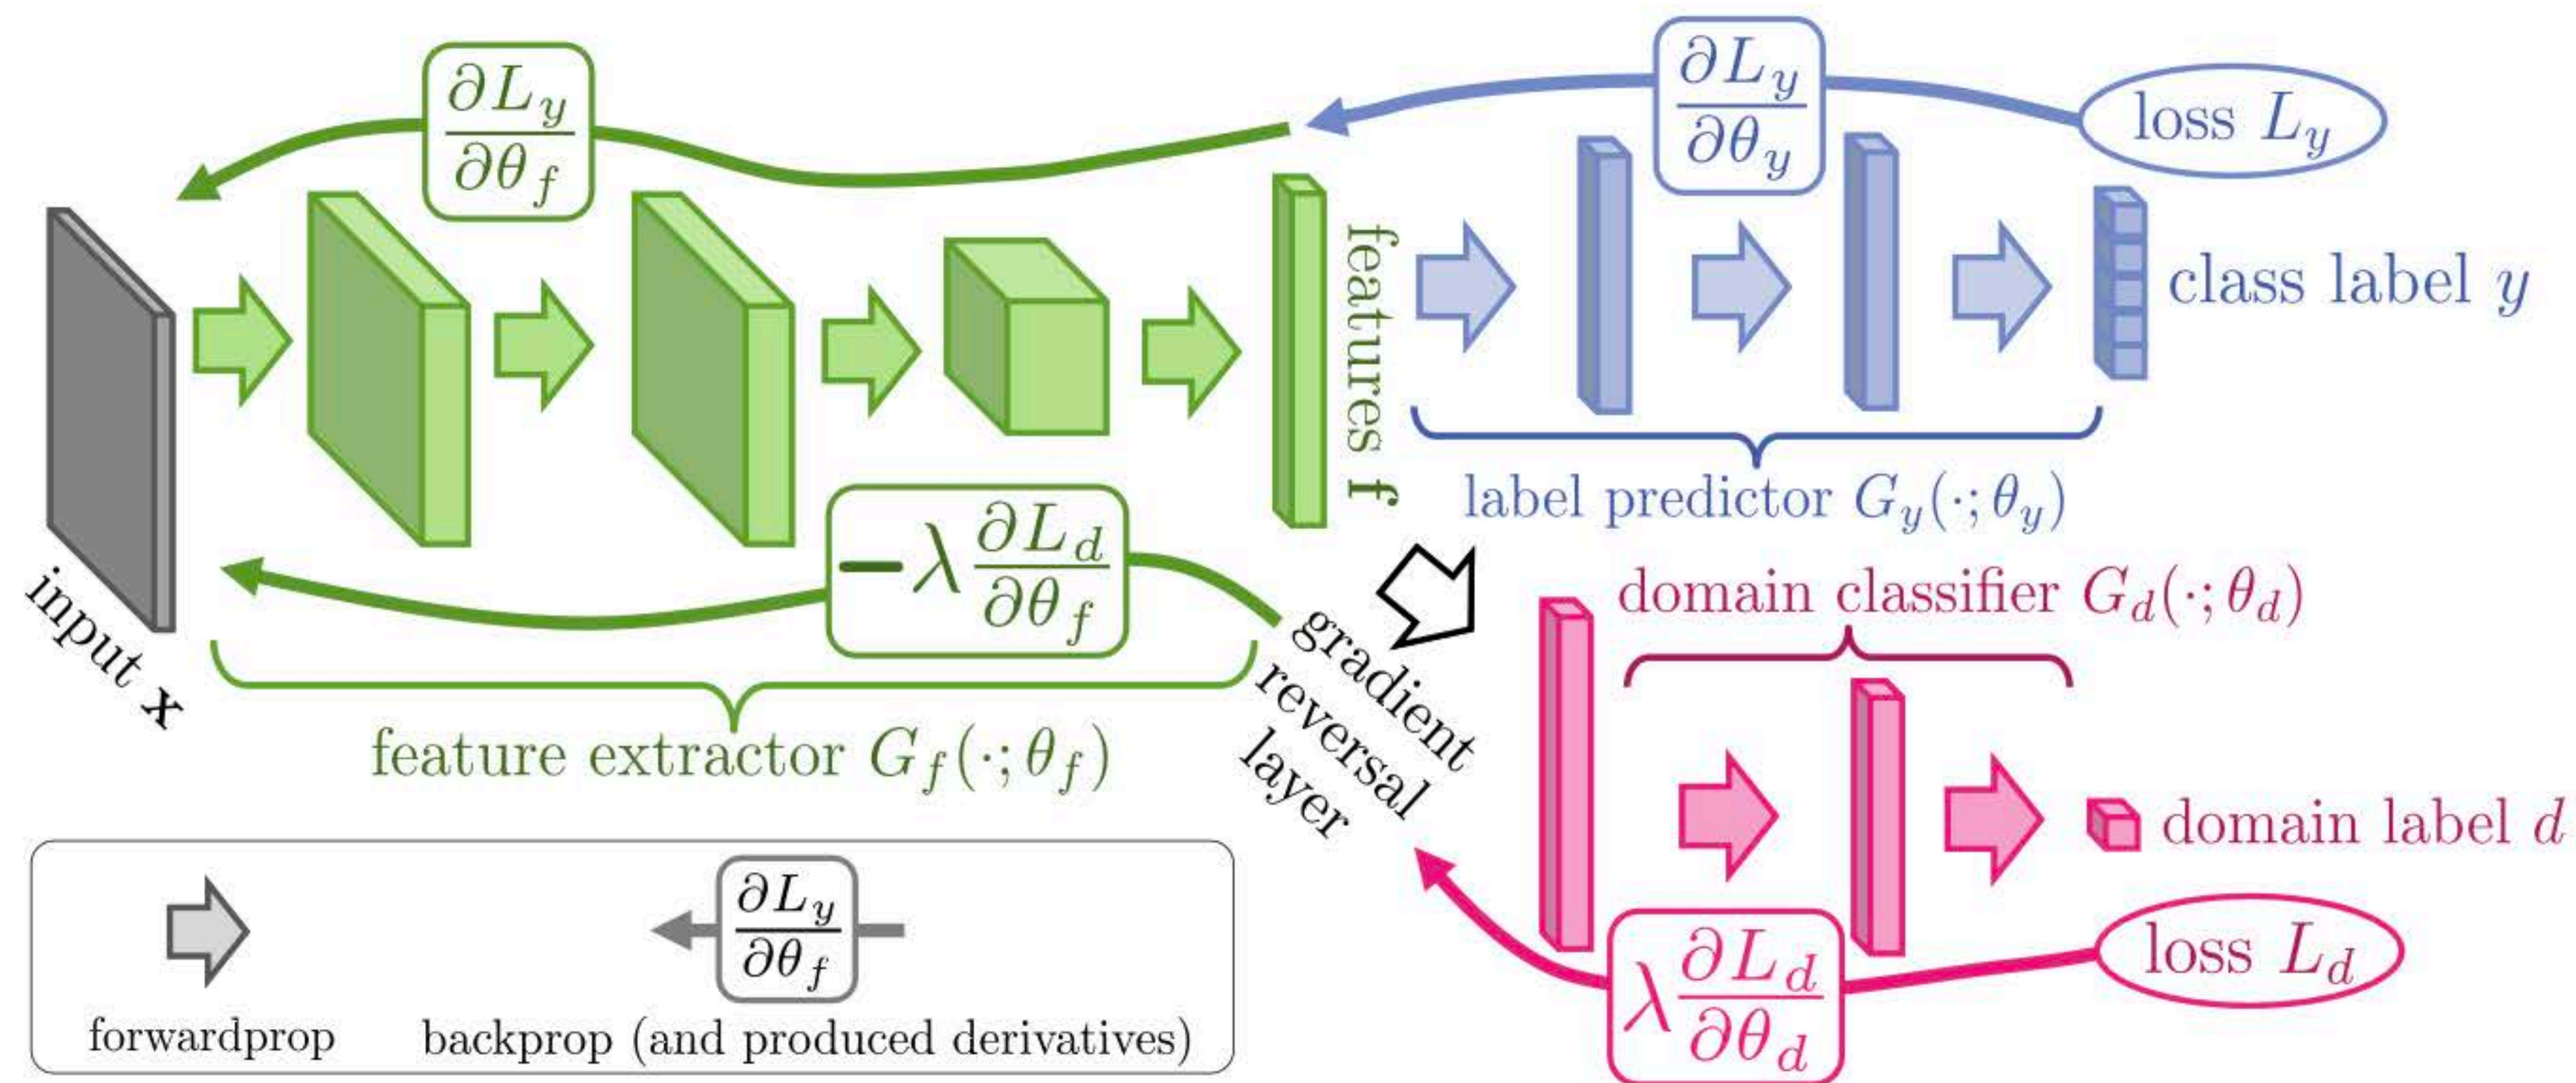 ∂L_y
∂θ_f
∂L_y
∂θ_y
loss L_y
features f
class label y
label predictor G_y(·; θ_y)
−λ ∂L_d
∂θ_f
input x
domain classifier G_d(·; θ_d)
gradient
reversal
layer
feature extractor G_f(·; θ_f)
domain label d
loss L_d
λ ∂L_d
∂θ_d
∂L_y
∂θ_f
forwardprop
backprop (and produced derivatives)